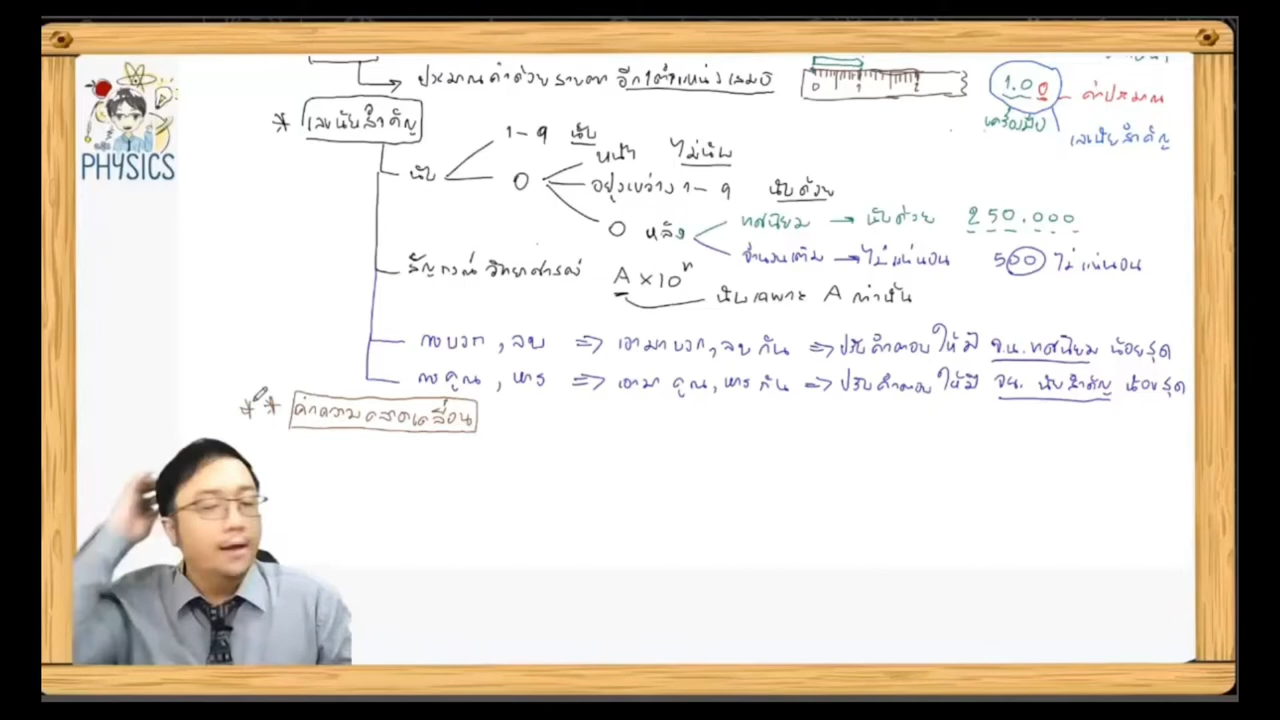 ประมาณค่าด้วยสายตา อีก 1 ตำแหน่งเสมอ
0 1 2
1.00
ค่าประมาณ
เครื่องมือ
เลขนัยสำคัญ
* เลขนัยสำคัญ
PHYSICS
นับ
1-9 นับ
0
หน้า ไม่นับ
อยู่ระหว่าง 1-9 นับด้วย
0 หลัง
ทศนิยม → นับด้วย 250.000
จำนวนเต็ม → ไม่แน่นอน 500 ไม่แน่นอน
สัญกรณ์วิทยาศาสตร์ A × 10ⁿ
นับเฉพาะ A เท่านั้น
การบวก, ลบ ⇒ เอามาบวก, ลบกัน ⇒ ปรับคำตอบให้มี จ.น. ทศนิยม น้อยสุด
การคูณ, หาร ⇒ เอามาคูณ, หารกัน ⇒ ปรับคำตอบให้มี จน. นัยสำคัญ น้อยสุด
** ค่าความคลาดเคลื่อน